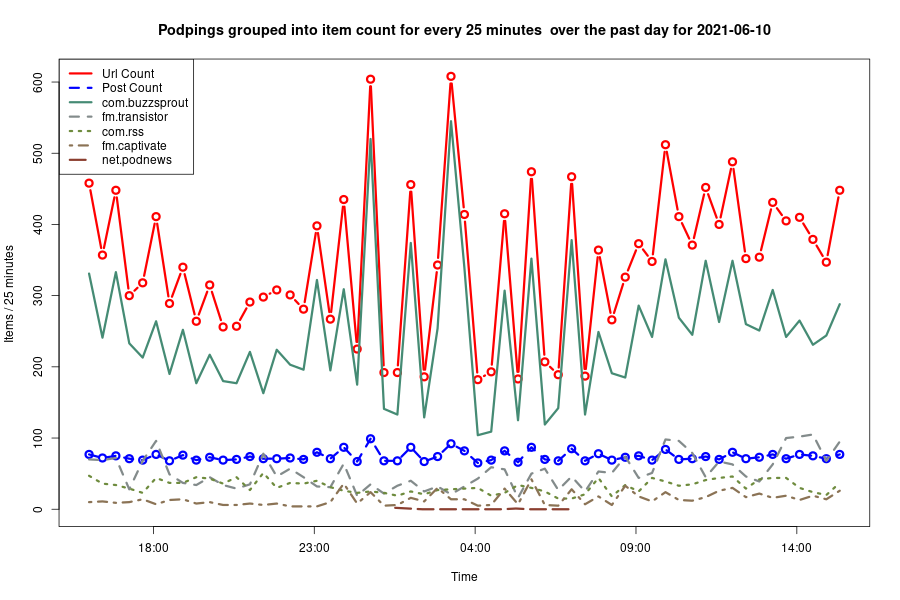 Podpings grouped into item count for every 25 minutes  over the past day for 2021-06-10
Items / 25 minutes
600
500
400
300
200
100
0
Url Count
Post Count
com.buzzsprout
fm.transistor
com.rss
fm.captivate
net.podnews
18:00
23:00
04:00
09:00
14:00
Time